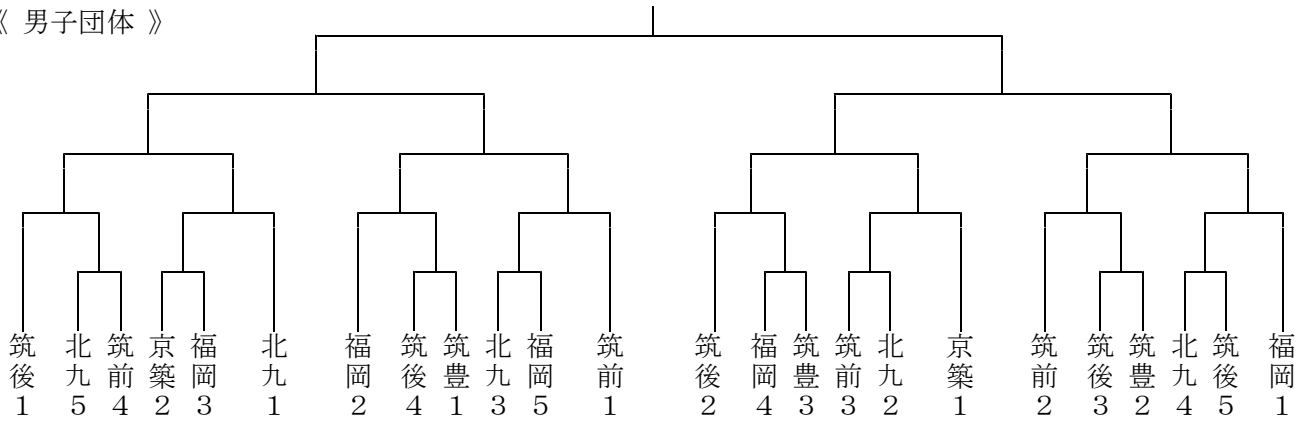 《 男子団体 》
筑後1
北九5
筑前4
京築2
福岡3
北九1
福岡2
筑後4
筑豊1
北九3
福岡5
筑前1
筑後2
福岡4
筑豊3
筑前3
北九2
京築1
筑前2
筑後3
筑豊2
北九4
筑後5
福岡1